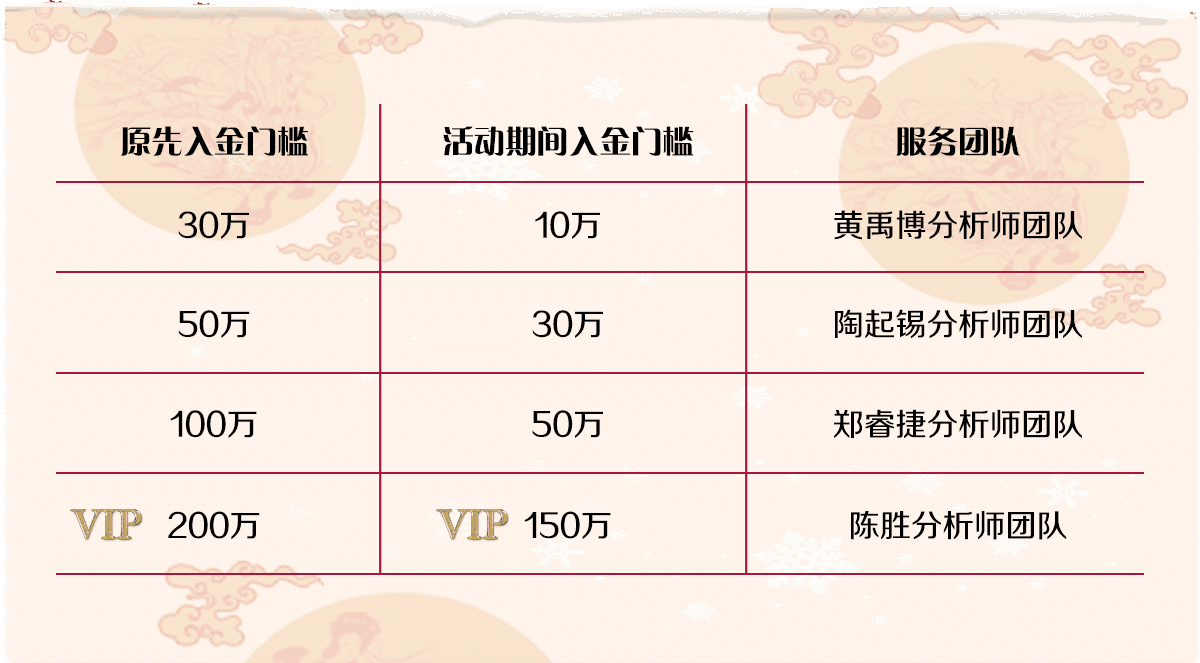 原先入金门槛 活动期间入金门槛 服务团队
30万 10万 黄禹博分析师团队
50万 30万 陶起锡分析师团队
100万 50万 郑睿捷分析师团队
VIP 200万 VIP 150万 陈胜分析师团队